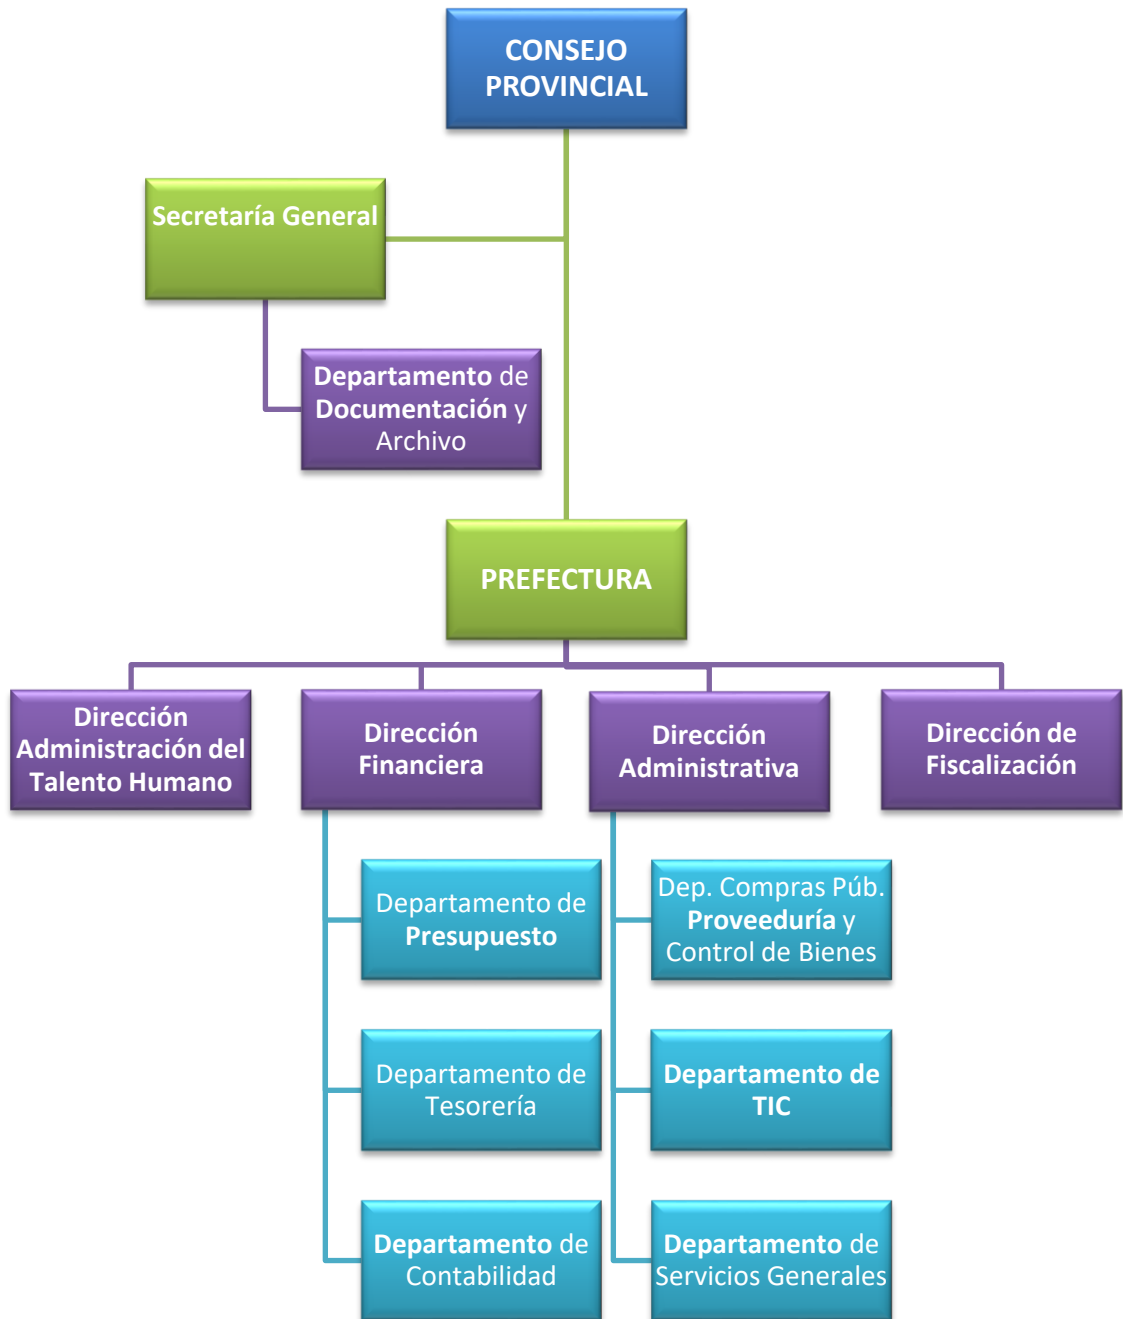 CONSEJO
PROVINCIAL
Secretaría General
Departamento de
Documentación y
Archivo
PREFECTURA
Dirección
Administración del
Talento Humano
Dirección
Financiera
Dirección
Administrativa
Dirección de
Fiscalización
Departamento de
Presupuesto
Dep. Compras Púb.
Proveeduría y
Control de Bienes
Departamento de
Tesorería
Departamento de
TIC
Departamento de
Contabilidad
Departamento de
Servicios Generales